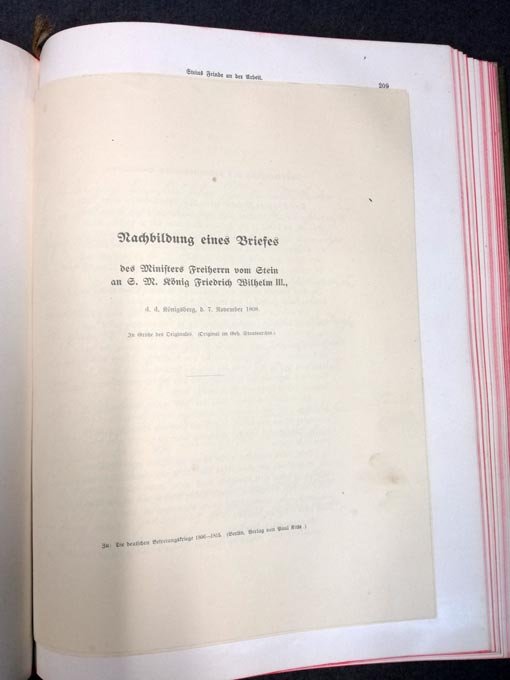 Steins Feinde an der Arbeit.
209
Nachbildung eines Briefes
des Ministers Freiherrn vom Stein
an S. M. König Friedrich Wilhelm III.,
d. d. Königsberg, d. 7. November 1808.
In Größe des Originales. (Original im Geh. Staatsarchiv.)
Zu: Die deutschen Befreiungskriege 1806–1815. (Berlin, Verlag von Paul Kittel.)